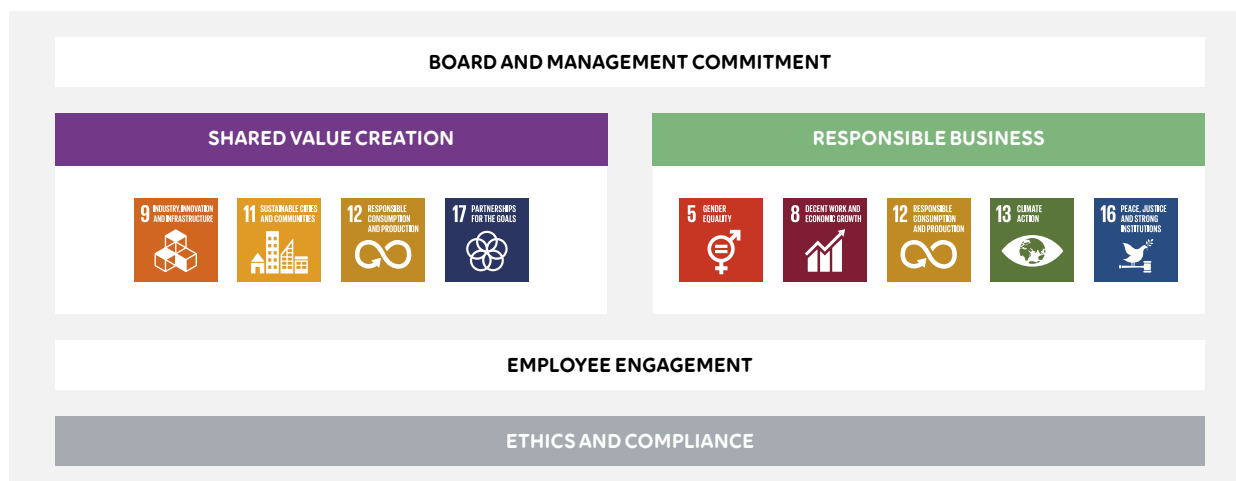 BOARD AND MANAGEMENT COMMITMENT
SHARED VALUE CREATION
9 INDUSTRY, INNOVATION
AND INFRASTRUCTURE
11 SUSTAINABLE CITIES
AND COMMUNITIES
12 RESPONSIBLE
CONSUMPTION
AND PRODUCTION
17 PARTNERSHIPS
FOR THE GOALS
RESPONSIBLE BUSINESS
5 GENDER
EQUALITY
8 DECENT WORK AND
ECONOMIC GROWTH
12 RESPONSIBLE
CONSUMPTION
AND PRODUCTION
13 CLIMATE
ACTION
16 PEACE, JUSTICE
AND STRONG
INSTITUTIONS
EMPLOYEE ENGAGEMENT
ETHICS AND COMPLIANCE